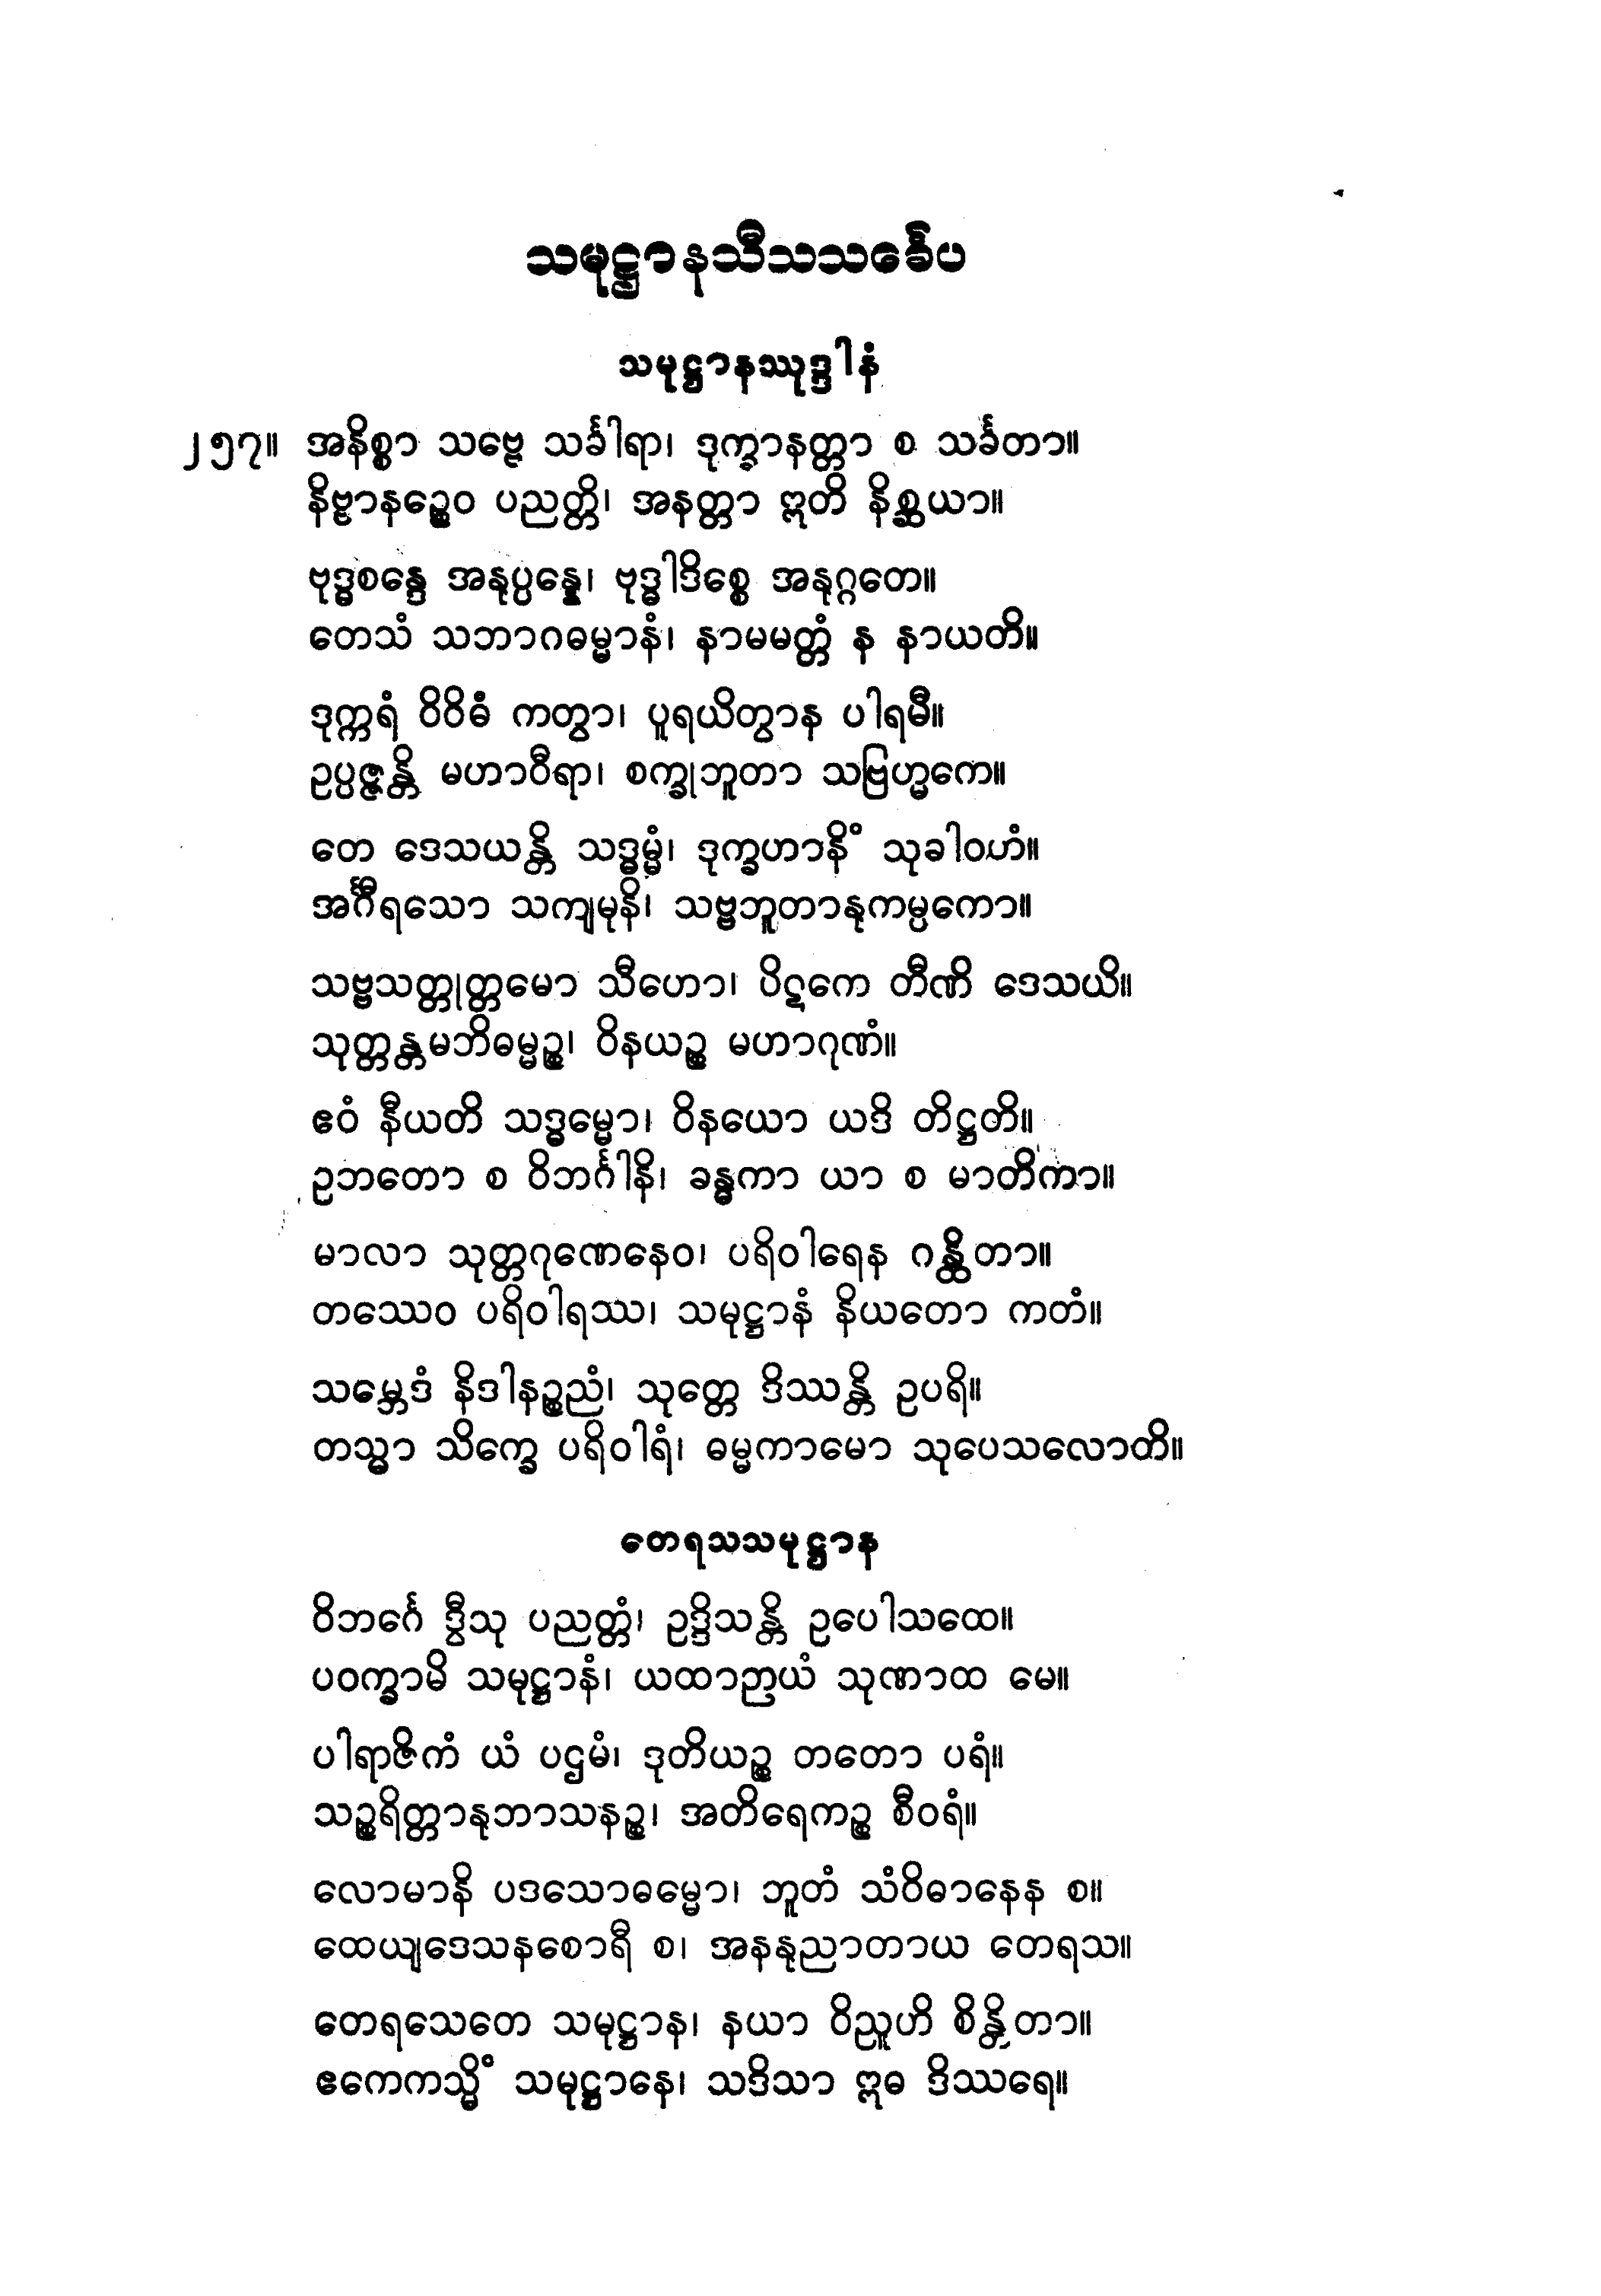 သမုဋ္ဌာနသီသသင်္ခေပ
သမုဋ္ဌာနဿုဒ္ဒါနံ
၂၅၇။ အနိစ္စာ သဗ္ဗေ သင်္ခါရာ၊ ဒုက္ခာနတ္တာ စ သင်္ခတာ။
နိဗ္ဗာနဉ္စေဝ ပညတ္တိ၊ အနတ္တာ ဣတိ နိစ္ဆယာ။
ဗုဒ္ဓစန္ဒေ အနုပ္ပန္နေ၊ ဗုဒ္ဓါဒိစ္စေ အနုဂ္ဂတေ။
တေသံ သဘာဂဓမ္မာနံ၊ နာမမတ္တံ န နာယတိ။
ဒုက္ကရံ ဝိဝိဓံ ကတွာ၊ ပူရယိတွာန ပါရမီ။
ဥပ္ပဇ္ဇန္တိ မဟာဝီရာ၊ စက္ခုဘူတာ သဗြဟ္မကေ။
တေ ဒေသယန္တိ သဒ္ဓမ္မံ၊ ဒုက္ခဟာနိံ သုခါဝဟံ။
အင်္ဂီရသော သကျမုနိ၊ သဗ္ဗဘူတာနုကမ္ပကော။
သဗ္ဗသတ္တုတ္တမော သီဟော၊ ပိဋကေ တီဏိ ဒေသယိ။
သုတ္တန္တမဘိဓမ္မဉ္စ၊ ဝိနယဉ္စ မဟာဂုဏံ။
ဧဝံ နီယတိ သဒ္ဓမ္မော၊ ဝိနယော ယဒိ တိဋ္ဌတိ။
ဥဘတော စ ဝိဘင်္ဂါနိ၊ ခန္ဓကာ ယာ စ မာတိကာ။
မာလာ သုတ္တဂုဏေနေဝ၊ ပရိဝါရေန ဂန္ထိတာ။
တဿေဝ ပရိဝါရဿ၊ သမုဋ္ဌာနံ နိယတော ကတံ။
သမ္ဘေဒံ နိဒါနဉ္စညံ၊ သုတ္တေ ဒိဿန္တိ ဥပရိ။
တသ္မာ သိက္ခေ ပရိဝါရံ၊ ဓမ္မကာမော သုပေသလောတိ။
တေရသသမုဋ္ဌာန
ဝိဘင်္ဂေ ဒွီသု ပညတ္တံ၊ ဥဒ္ဒိသန္တိ ဥပေါသထေ။
ပဝက္ခာမိ သမုဋ္ဌာနံ၊ ယထာဉာယံ သုဏာထ မေ။
ပါရာဇိကံ ယံ ပဌမံ၊ ဒုတိယဉ္စ တတော ပရံ။
သဉ္စရိတ္တာနုဘာသနဉ္စ၊ အတိရေကဉ္စ စီဝရံ။
လောမာနိ ပဒသောဓမ္မော၊ ဘူတံ သံဝိဓာနေန စ။
ထေယျဒေသနစောရီ စ၊ အနနုညာတာယ တေရသ။
တေရသေတေ သမုဋ္ဌာန၊ နယာ ဝိညူဟိ စိန္တိတာ။
ဧကေကသ္မိံ သမုဋ္ဌာနေ၊ သဒိသာ ဣဓ ဒိဿရေ။